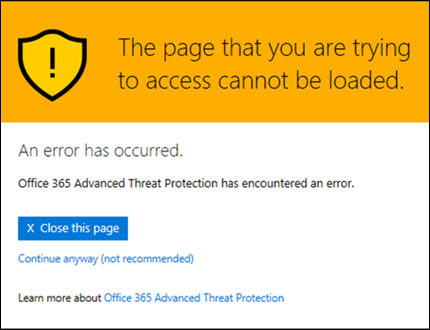 !
The page that you are trying
to access cannot be loaded.
An error has occurred.
Office 365 Advanced Threat Protection has encountered an error.
X Close this page
Continue anyway (not recommended)
Learn more about Office 365 Advanced Threat Protection